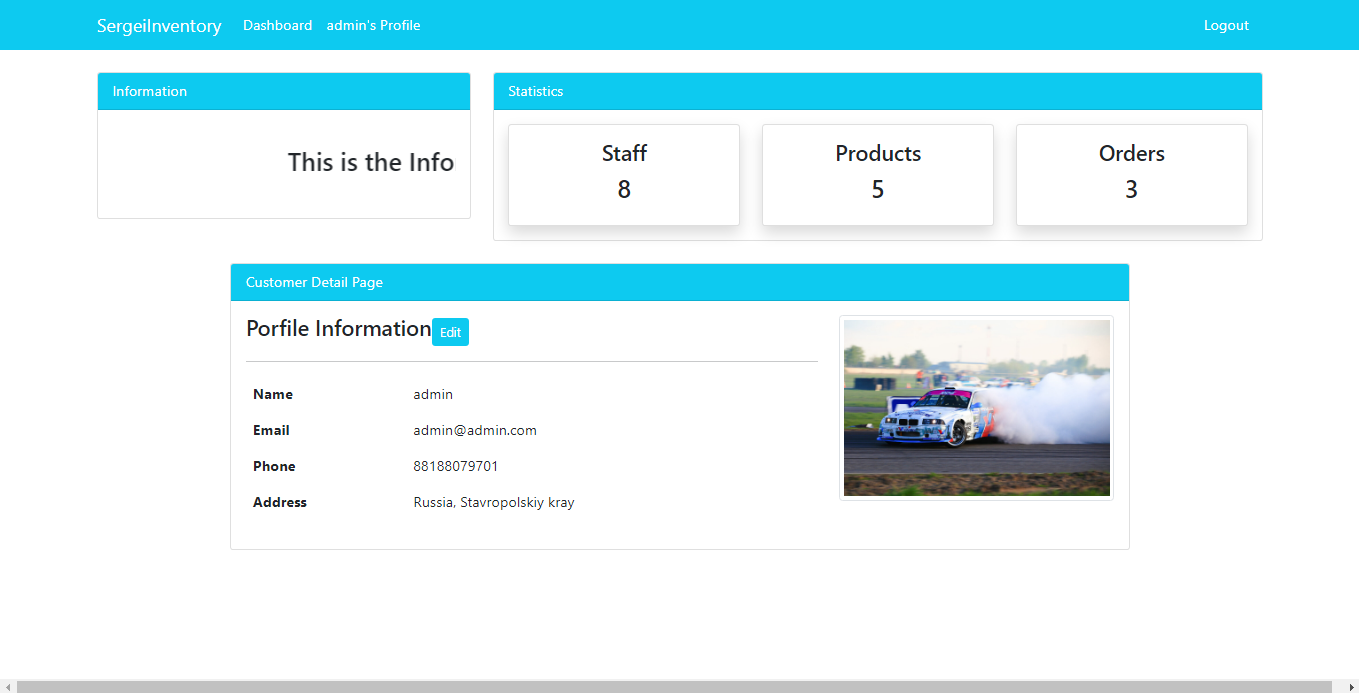 SergeiInventory Dashboard admin's Profile Logout
Information
This is the Info
Statistics
Staff
8
Products
5
Orders
3
Customer Detail Page
Porfile Information Edit
Name admin
Email admin@admin.com
Phone 88188079701
Address Russia, Stavropolskiy kray